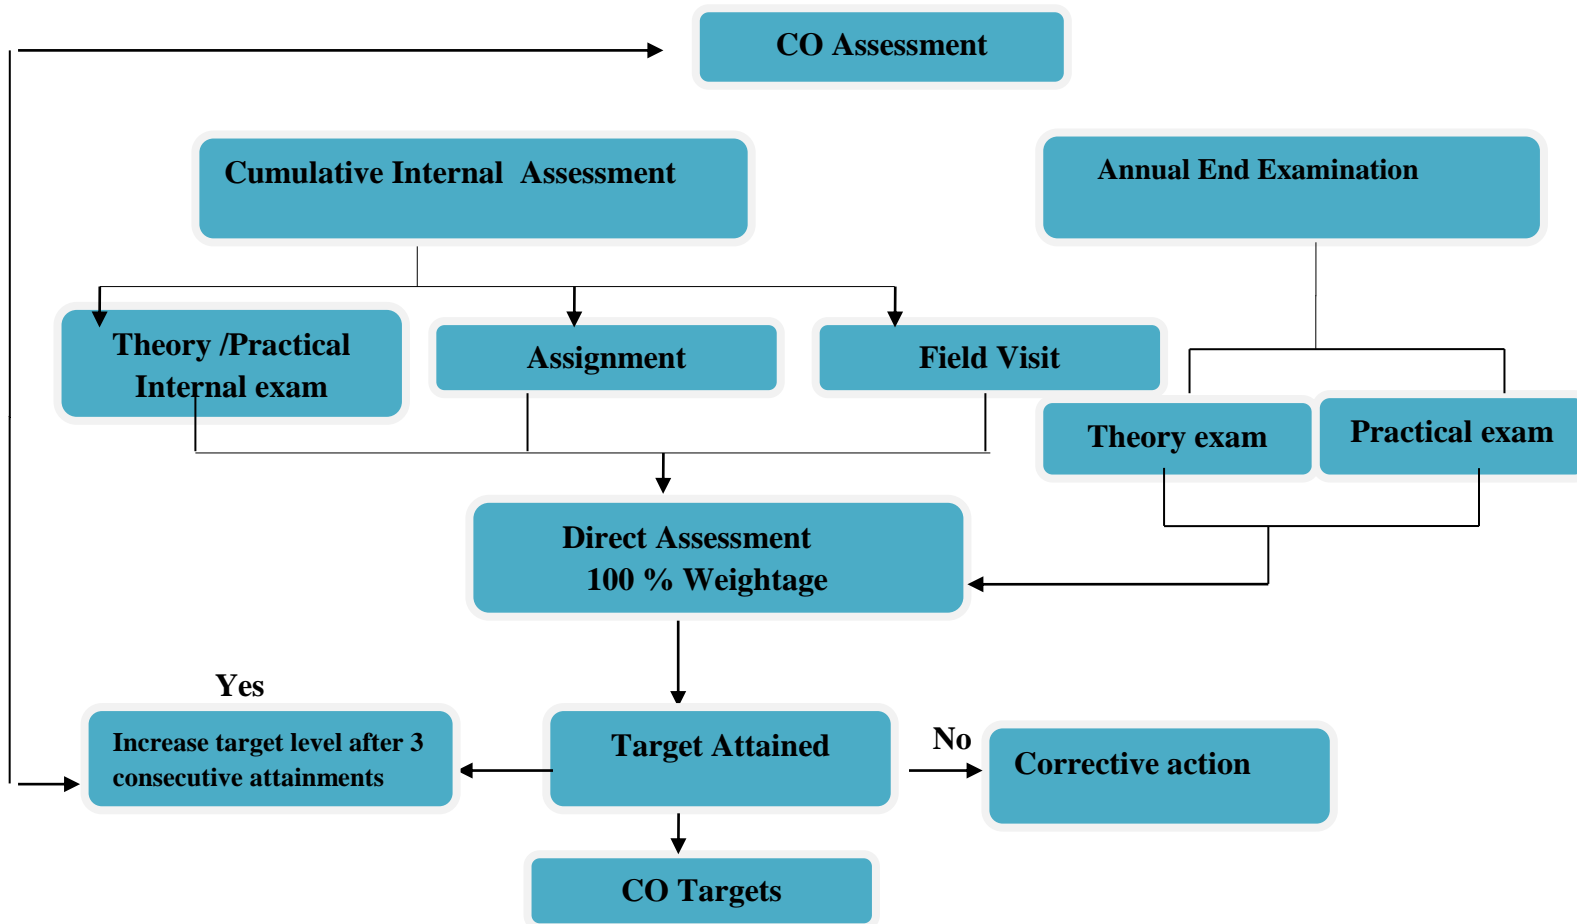 CO Assessment
Cumulative Internal Assessment
Annual End Examination
Theory /Practical
Internal exam
Assignment
Field Visit
Theory exam
Practical exam
Direct Assessment
100 % Weightage
Yes
Increase target level after 3
consecutive attainments
Target Attained
No
Corrective action
CO Targets